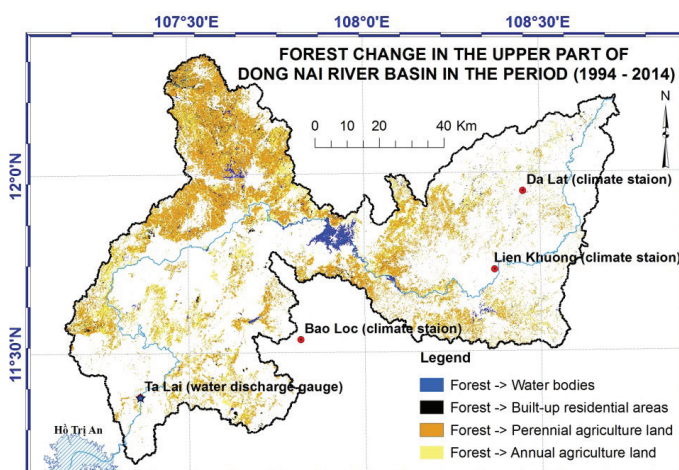 107°30'E 108°0'E 108°30'E
FOREST CHANGE IN THE UPPER PART OF
DONG NAI RIVER BASIN IN THE PERIOD (1994 - 2014)
N
0 10 20 40 Km
12°0'N
Da Lat (climate staion)
Lien Khuong (climate staion)
Bao Loc (climate staion)
11°30'N
Legend
Forest -> Water bodies
Ta Lai (water discharge gauge)
Forest -> Built-up residential areas
Forest -> Perennial agriculture land
Hồ Trị An
Forest -> Annual agriculture land